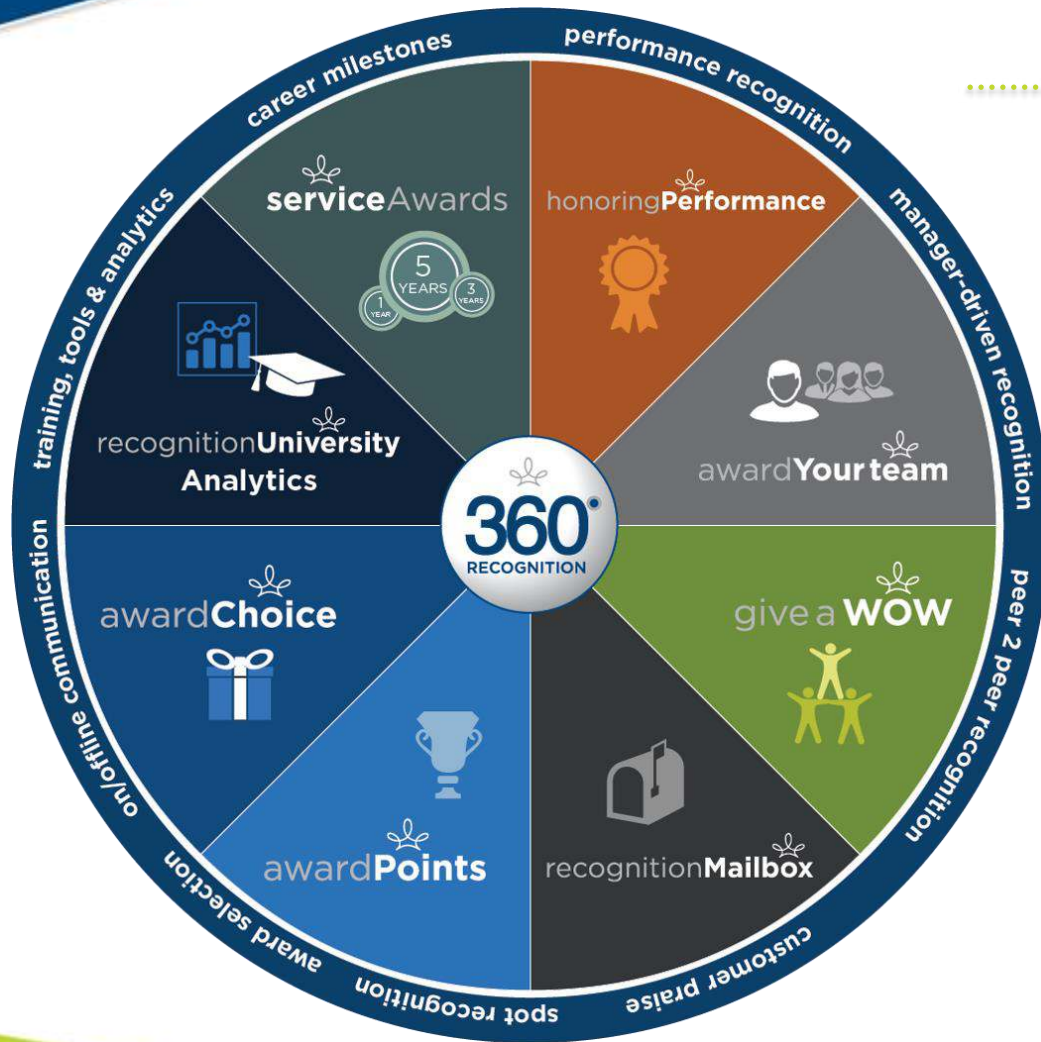 career milestones
performance recognition
manager-driven recognition
peer 2 peer recognition
customer praise
spot recognition
award selection
on/offline communication
training, tools & analytics
serviceAwards
5
YEARS
1
YEAR
3
YEARS
honoringPerformance
awardYour team
give a WOW
recognitionMailbox
awardPoints
awardChoice
recognitionUniversity
Analytics
360°
RECOGNITION